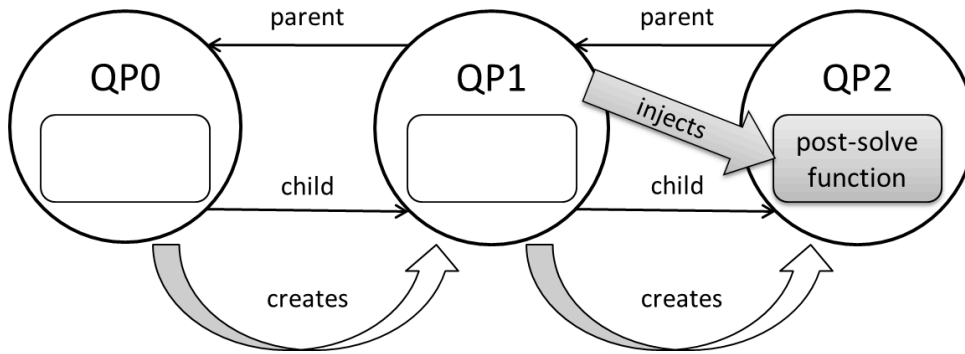 parent
parent
QP0
QP1
QP2
injects
post-solve
function
child
child
creates
creates